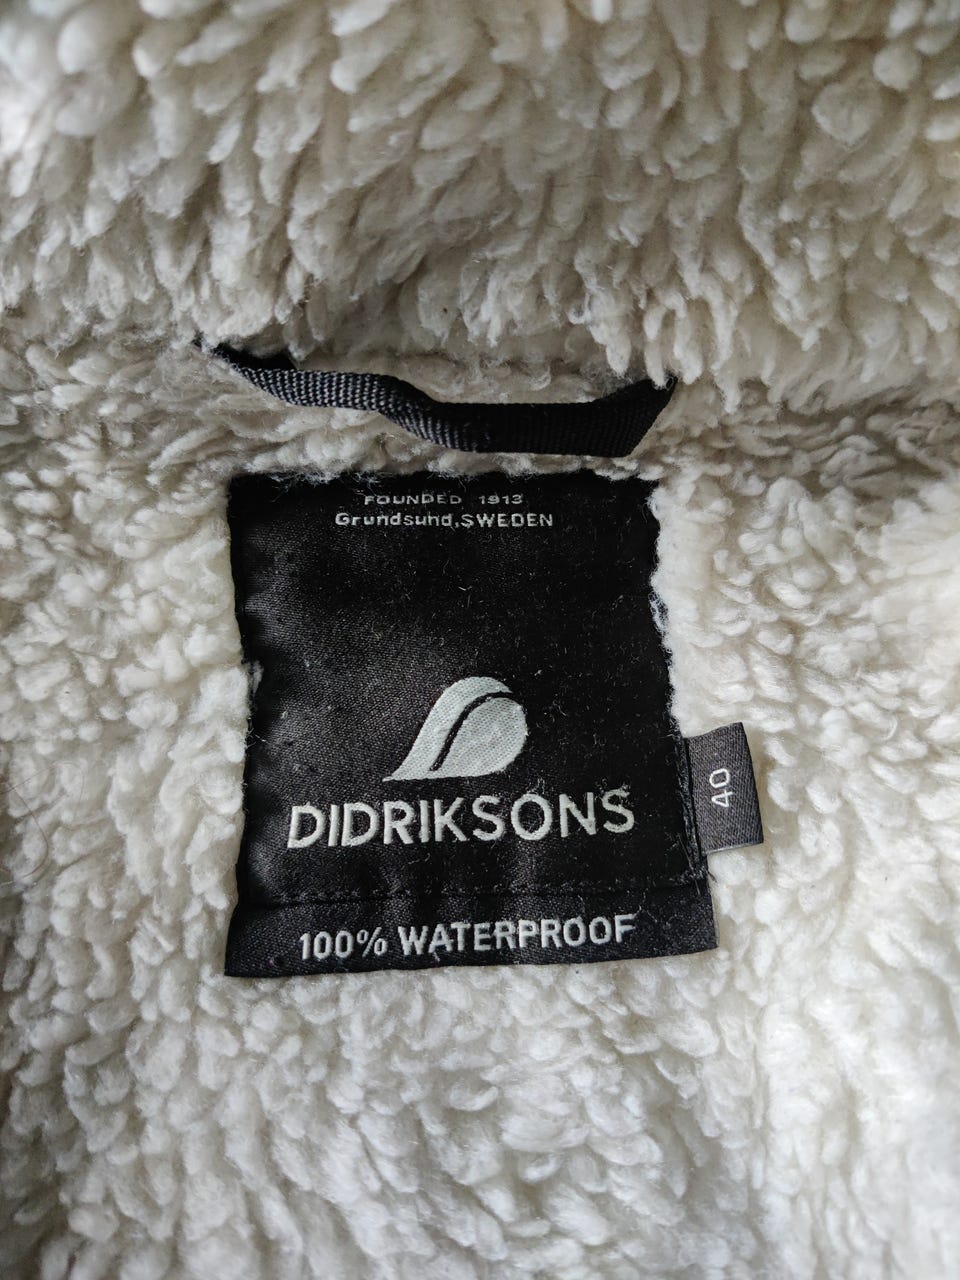 FOUNDED 1913
Grundsund,SWEDEN
DIDRIKSONS
40
100% WATERPROOF